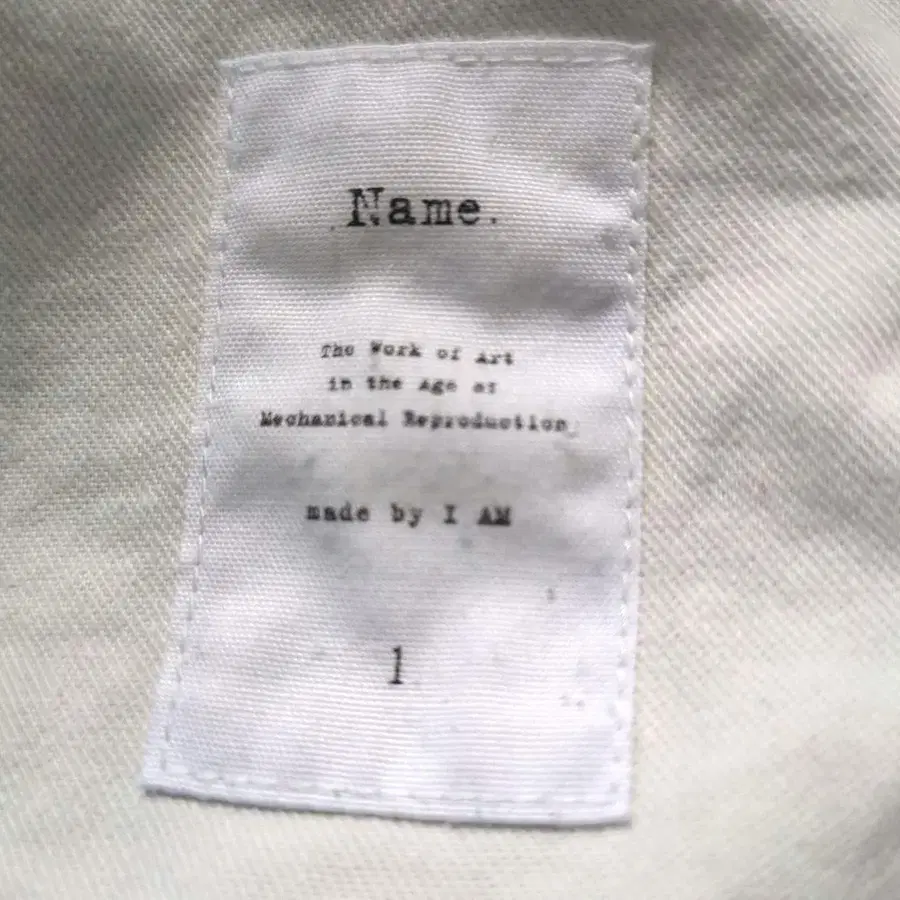 Name.
The Work of Art
in the Age of
Mechanical Reproduction
made by I AM
1